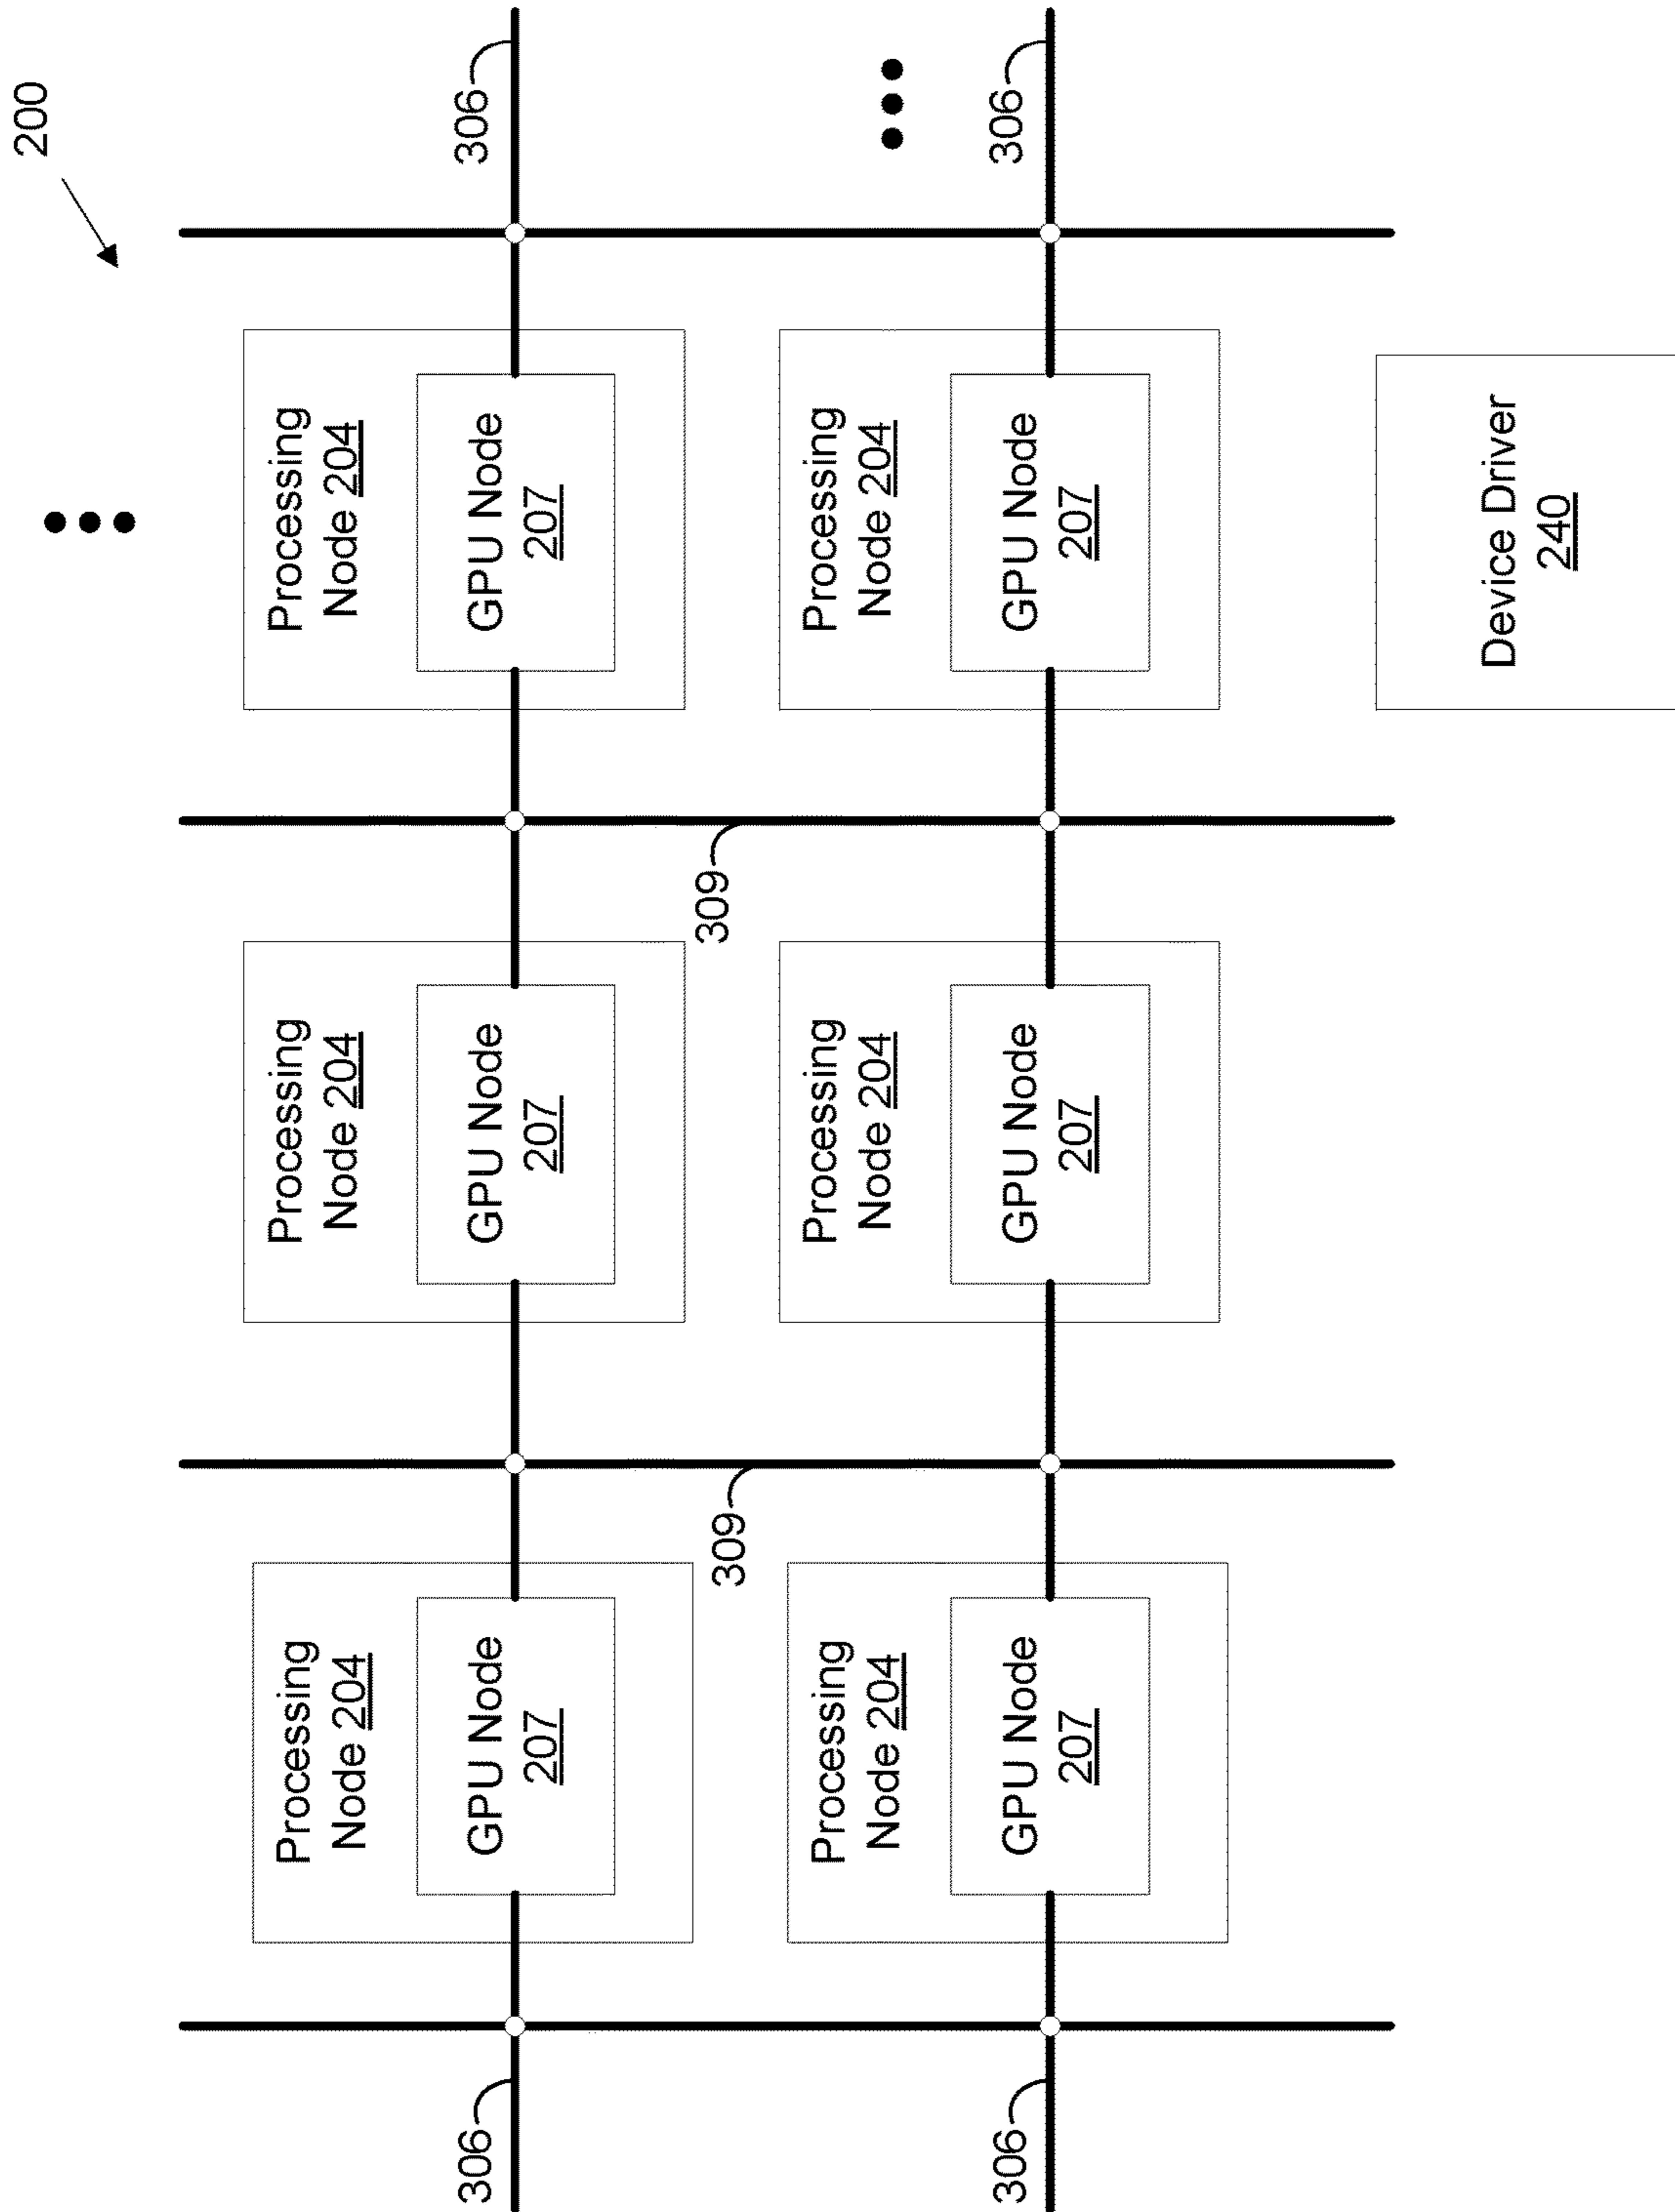 200
Processing
Node 204
GPU Node
207
Processing
Node 204
GPU Node
207
Processing
Node 204
GPU Node
207
306
306
309
309
Processing
Node 204
GPU Node
207
Processing
Node 204
GPU Node
207
Processing
Node 204
GPU Node
207
306
306
Device Driver
240